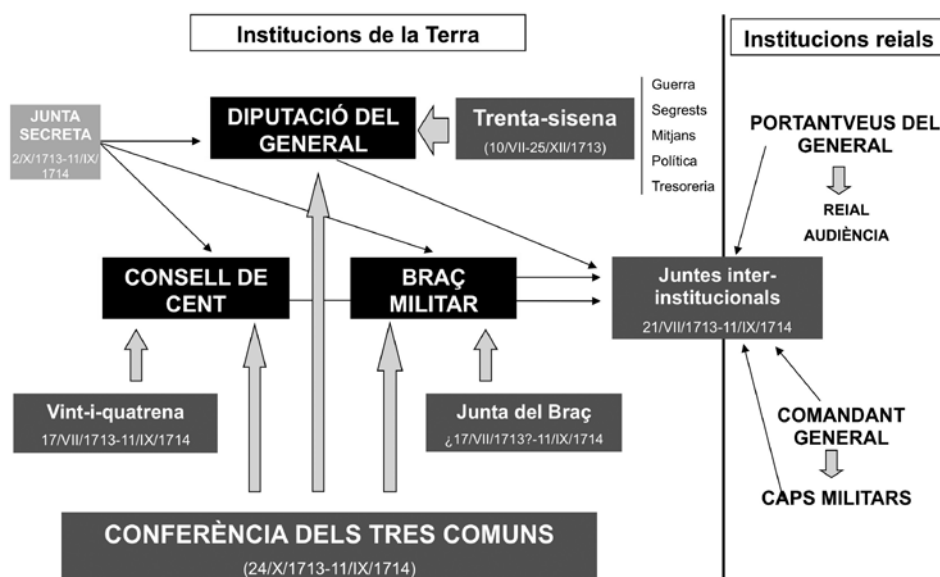 Institucions de la Terra
Institucions reials
JUNTA
SECRETA
2/X/1713-11/IX/
1714
DIPUTACIÓ DEL
GENERAL
Trenta-sisena
(10/VII-25/XII/1713)
Guerra
Segrests
Mitjans
Política
Tresoreria
PORTANTVEUS DEL
GENERAL
REIAL
AUDIÈNCIA
CONSELL DE
CENT
BRAÇ
MILITAR
Juntes inter-
institucionals
21/VII/1713-11/IX/1714
Vint-i-quatrena
17/VII/1713-11/IX/1714
Junta del Braç
¿17/VII/1713?-11/IX/1714
COMANDANT
GENERAL
CAPS MILITARS
CONFERÈNCIA DELS TRES COMUNS
(24/X/1713-11/IX/1714)